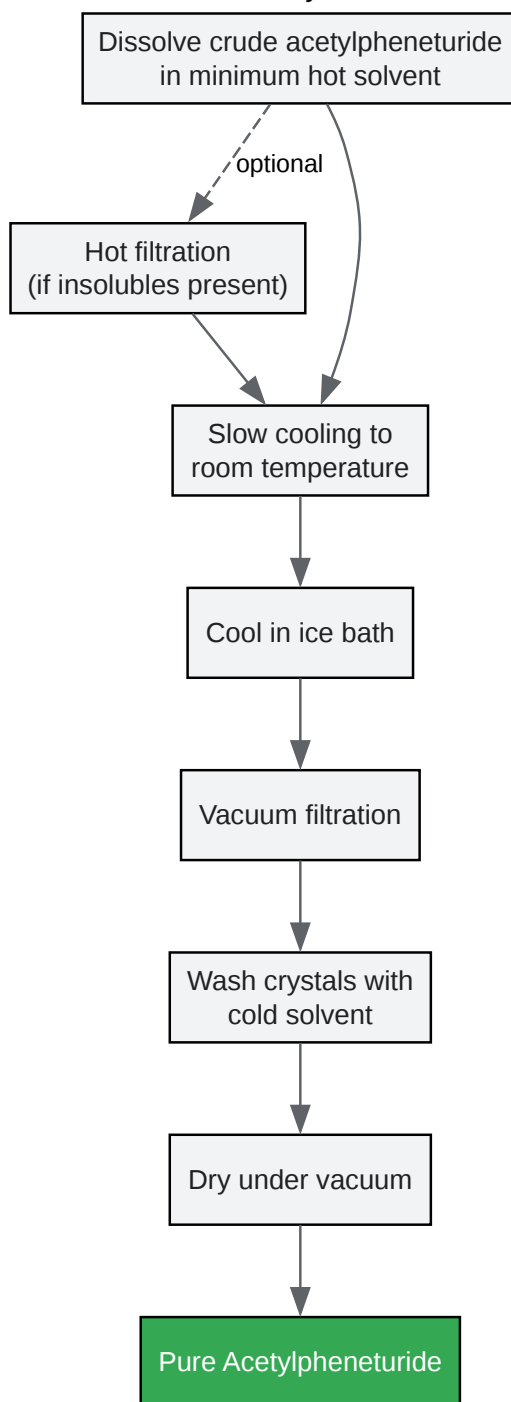 Dissolve crude acetylpheneturide
in minimum hot solvent
optional
Hot filtration
(if insolubles present)
Slow cooling to
room temperature
Cool in ice bath
Vacuum filtration
Wash crystals with
cold solvent
Dry under vacuum
Pure Acetylpheneturide